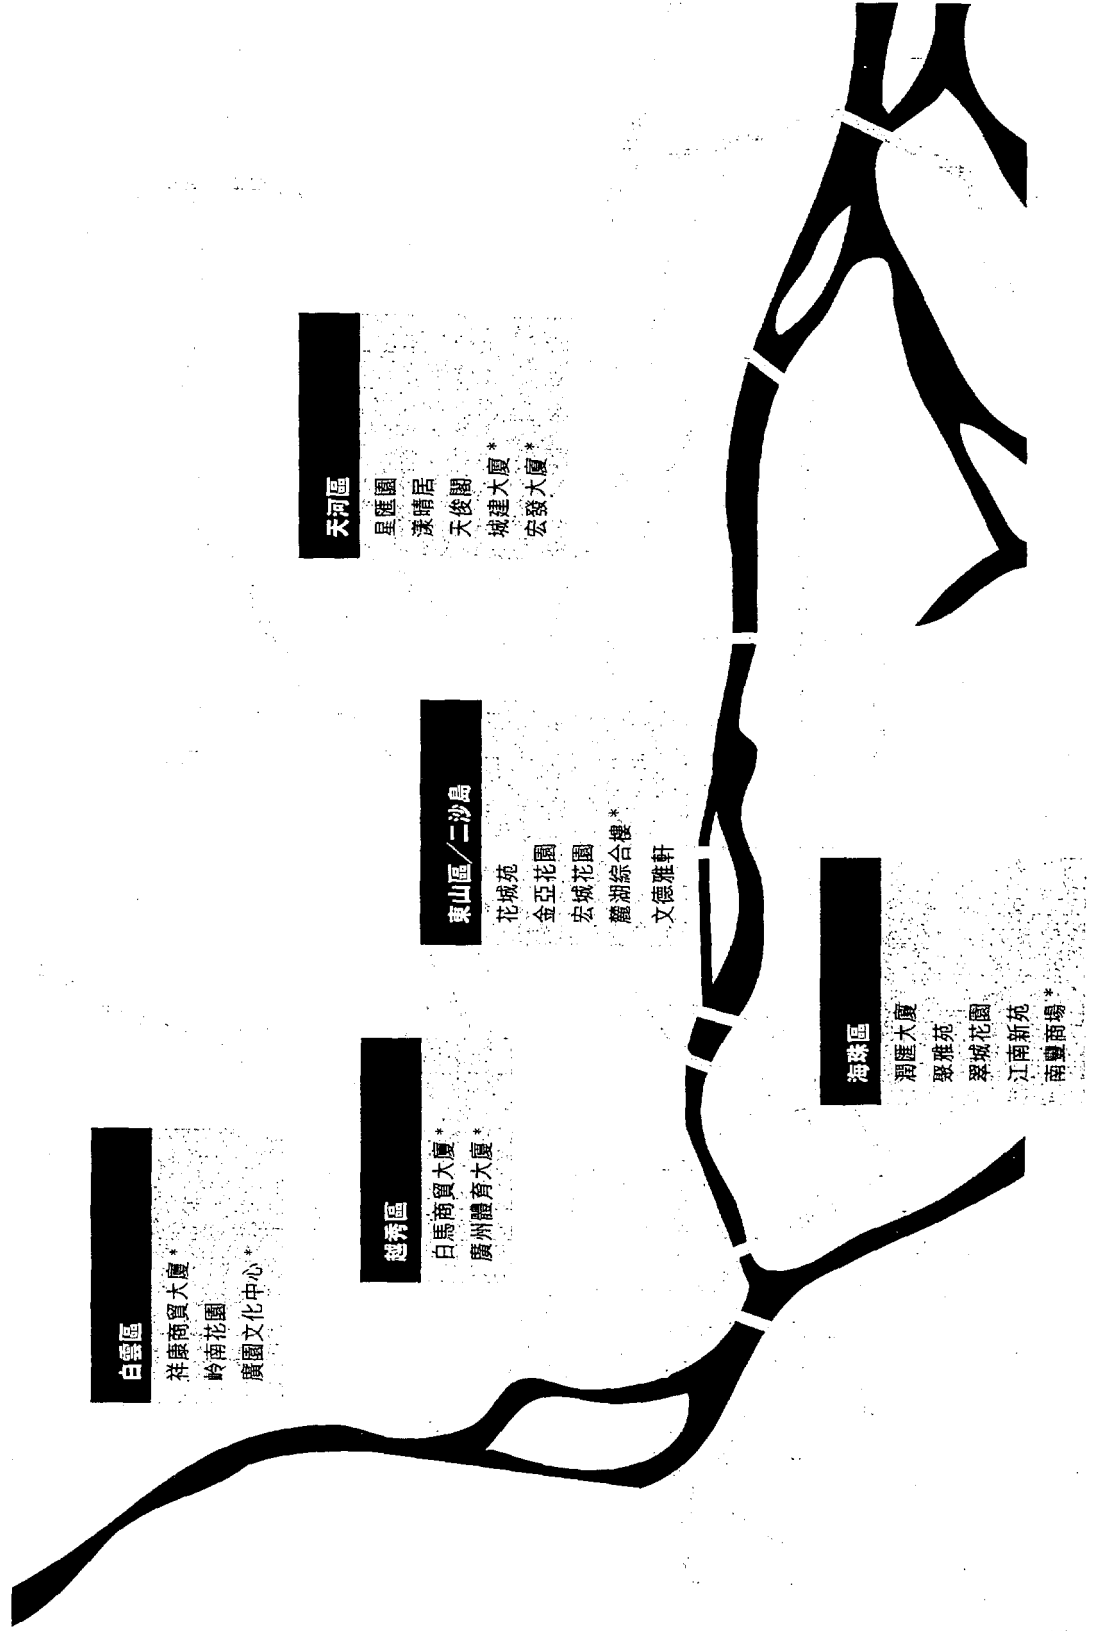 白雲區
祥康商貿大廈*
嶺南花園
廣園文化中心*
越秀區
白馬商貿大廈*
廣州體育大廈*
東山區／二沙島
花城苑
金亞花園
宏城花園
麓湖綜合樓*
文德雅軒
天河區
星匯園
漾晴居
天俊閣
城建大廈*
宏發大廈*
海珠區
潤匯大廈
聚雅苑
翠城花園
江南新苑
南豐商場*